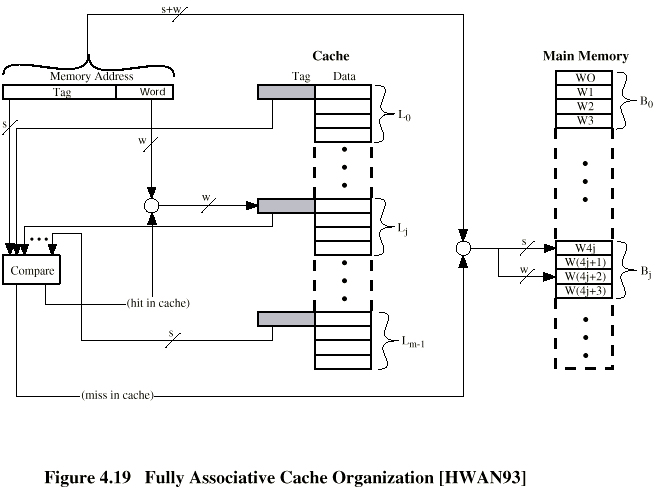 s+w
Cache
Main Memory
Memory Address
Tag Data
Tag Word
WO
W1
W2
W3
B0
L0
s
w
w
Lj
s
W4j
W(4j+1)
W(4j+2)
W(4j+3)
w
Bj
Compare
(hit in cache)
s
Lm-1
(miss in cache)
Figure 4.19 Fully Associative Cache Organization [HWAN93]